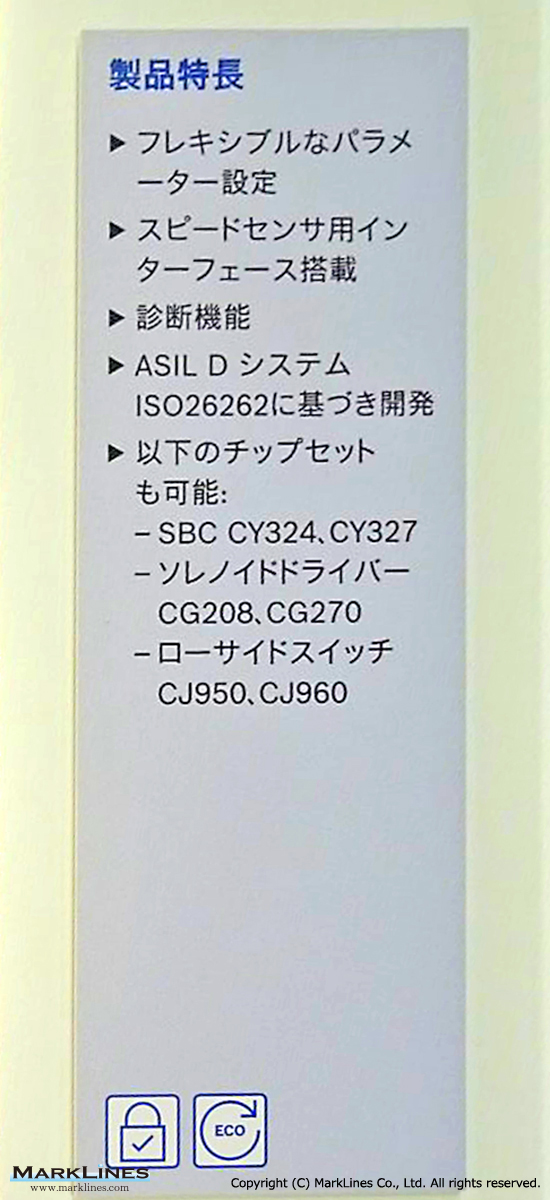 製品特長
▶ フレキシブルなパラメ
ーター設定
▶ スピードセンサ用イン
ターフェース搭載
▶ 診断機能
▶ ASIL D システム
ISO26262に基づき開発
▶ 以下のチップセット
も可能:
– SBC CY324、CY327
– ソレノイドドライバー
CG208、CG270
– ローサイドスイッチ
CJ950、CJ960
ECO
MARKLINES
www.marklines.com
Copyright (C) MarkLines Co., Ltd. All rights reserved.